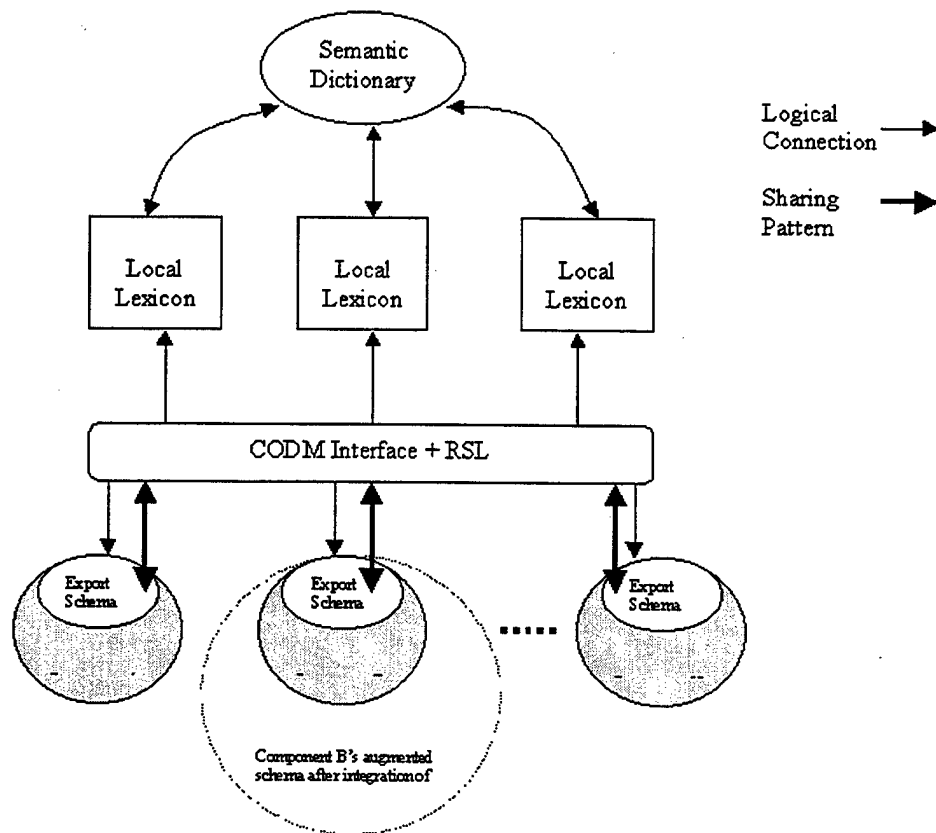 Semantic
Dictionary
Logical
Connection
Sharing
Pattern
Local
Lexicon
Local
Lexicon
Local
Lexicon
CODM Interface + RSL
Export
Schema
Export
Schema
Export
Schema
Component B's augmented
schema after integration of